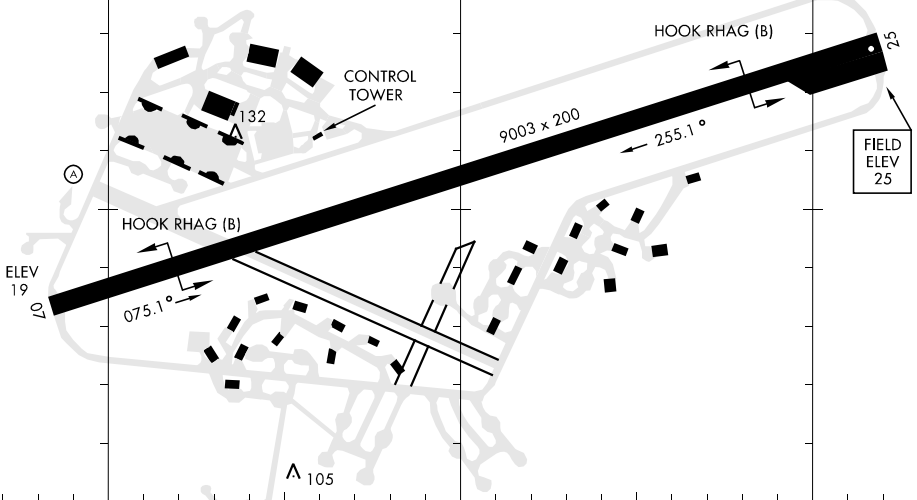 HOOK RHAG (B)
25
CONTROL
TOWER
132
9003 x 200
255.1°
FIELD
ELEV
25
A
HOOK RHAG (B)
ELEV
19
07
075.1°
105